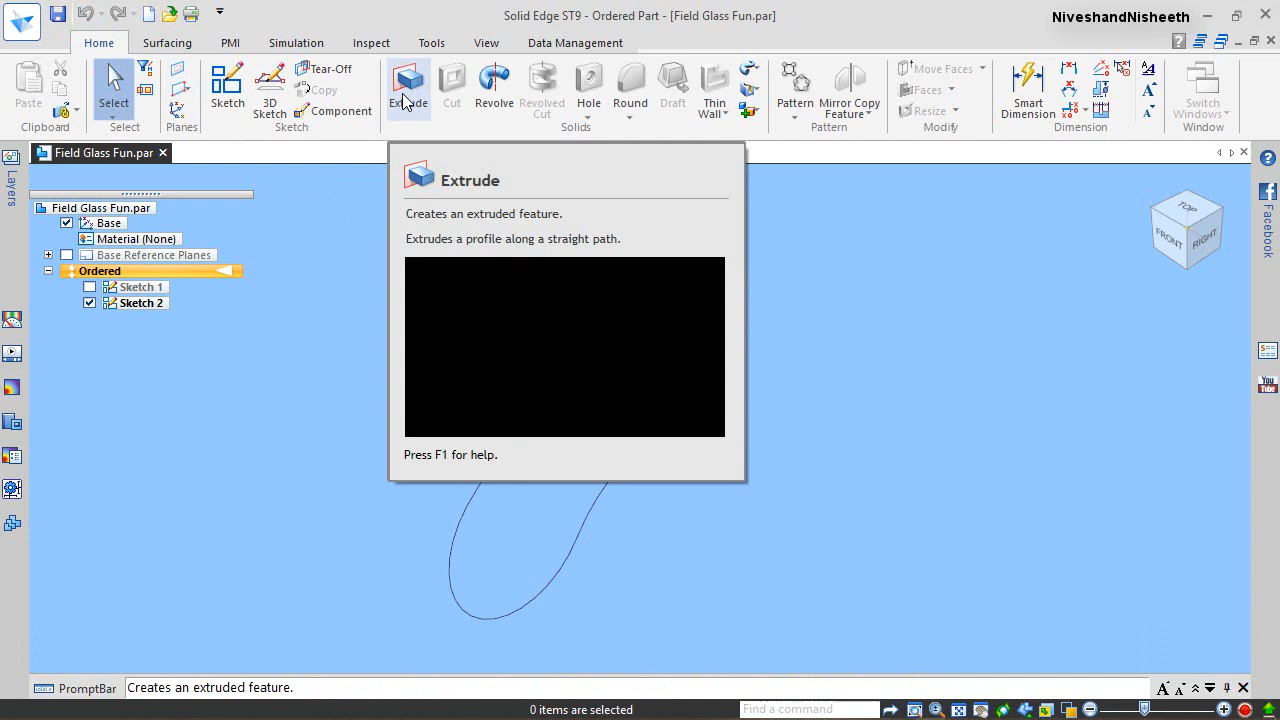 Solid Edge ST9 - Ordered Part - [Field Glass Fun.par]
NiveshandNisheeth
Home
Surfacing
PMI
Simulation
Inspect
Tools
View
Data Management
Paste
Clipboard
Select
Select
Planes
Sketch
3D
Sketch
Tear-Off
Copy
Component
Sketch
Extrude
Cut
Revolve
Revolved
Cut
Hole
Round
Draft
Thin
Wall
Solids
Pattern
Mirror Copy
Feature
Pattern
Move Faces
Faces
Resize
Modify
Smart
Dimension
Dimension
Switch
Windows
Window
Field Glass Fun.par
Layers
Field Glass Fun.par
Base
Material (None)
Base Reference Planes
Ordered
Sketch 1
Sketch 2
Extrude
Creates an extruded feature.
Extrudes a profile along a straight path.
Press F1 for help.
TOP
FRONT
RIGHT
Facebook
You
Tube
PromptBar
Creates an extruded feature.
0 items are selected
Find a command